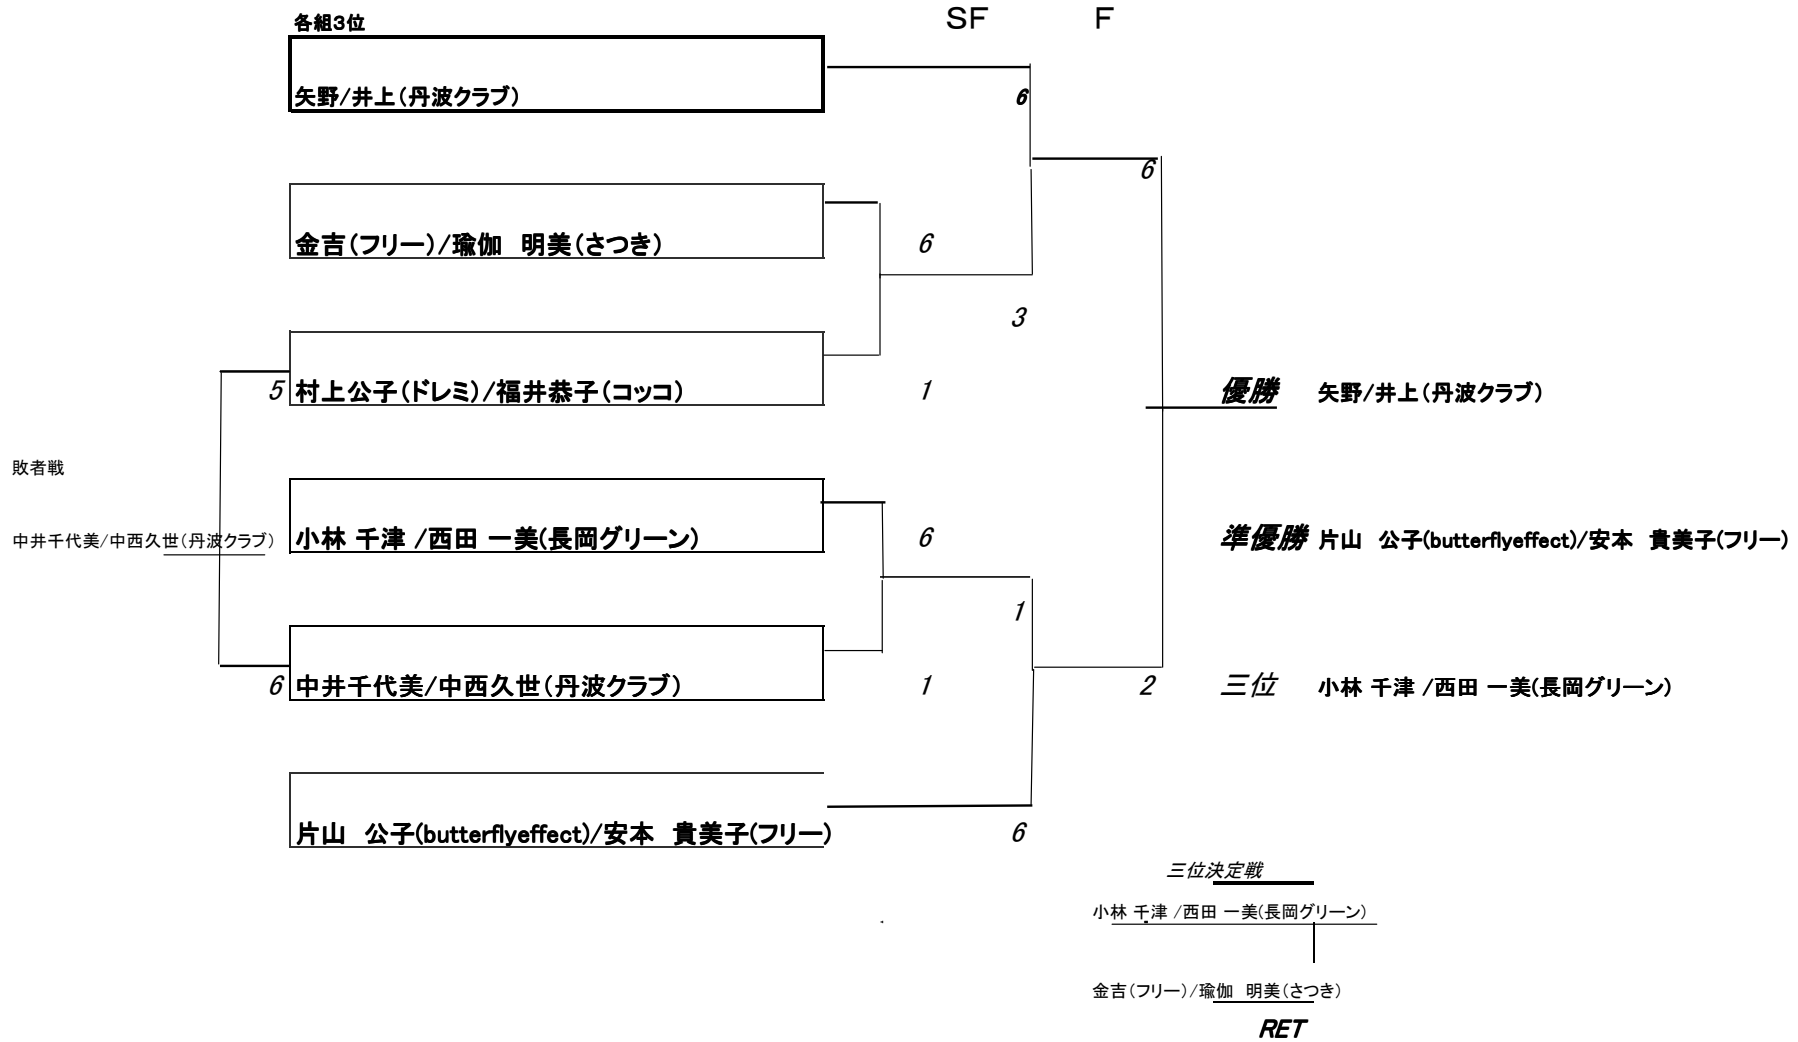 SF F
各組3位
矢野/井上(丹波クラブ)
6
6
金吉(フリー)/瑜伽　明美(さつき)
6
3
5 村上公子(ドレミ)/福井恭子(コッコ)
1
優勝 矢野/井上(丹波クラブ)
敗者戦
中井千代美/中西久世(丹波クラブ)
小林 千津 /西田 一美(長岡グリーン)
6
準優勝 片山　公子(butterflyeffect)/安本　貴美子(フリー)
1
6 中井千代美/中西久世(丹波クラブ)
1
2
三位 小林 千津 /西田 一美(長岡グリーン)
片山　公子(butterflyeffect)/安本　貴美子(フリー)
6
三位決定戦
小林 千津 /西田 一美(長岡グリーン)
金吉(フリー)/瑜伽　明美(さつき)
RET